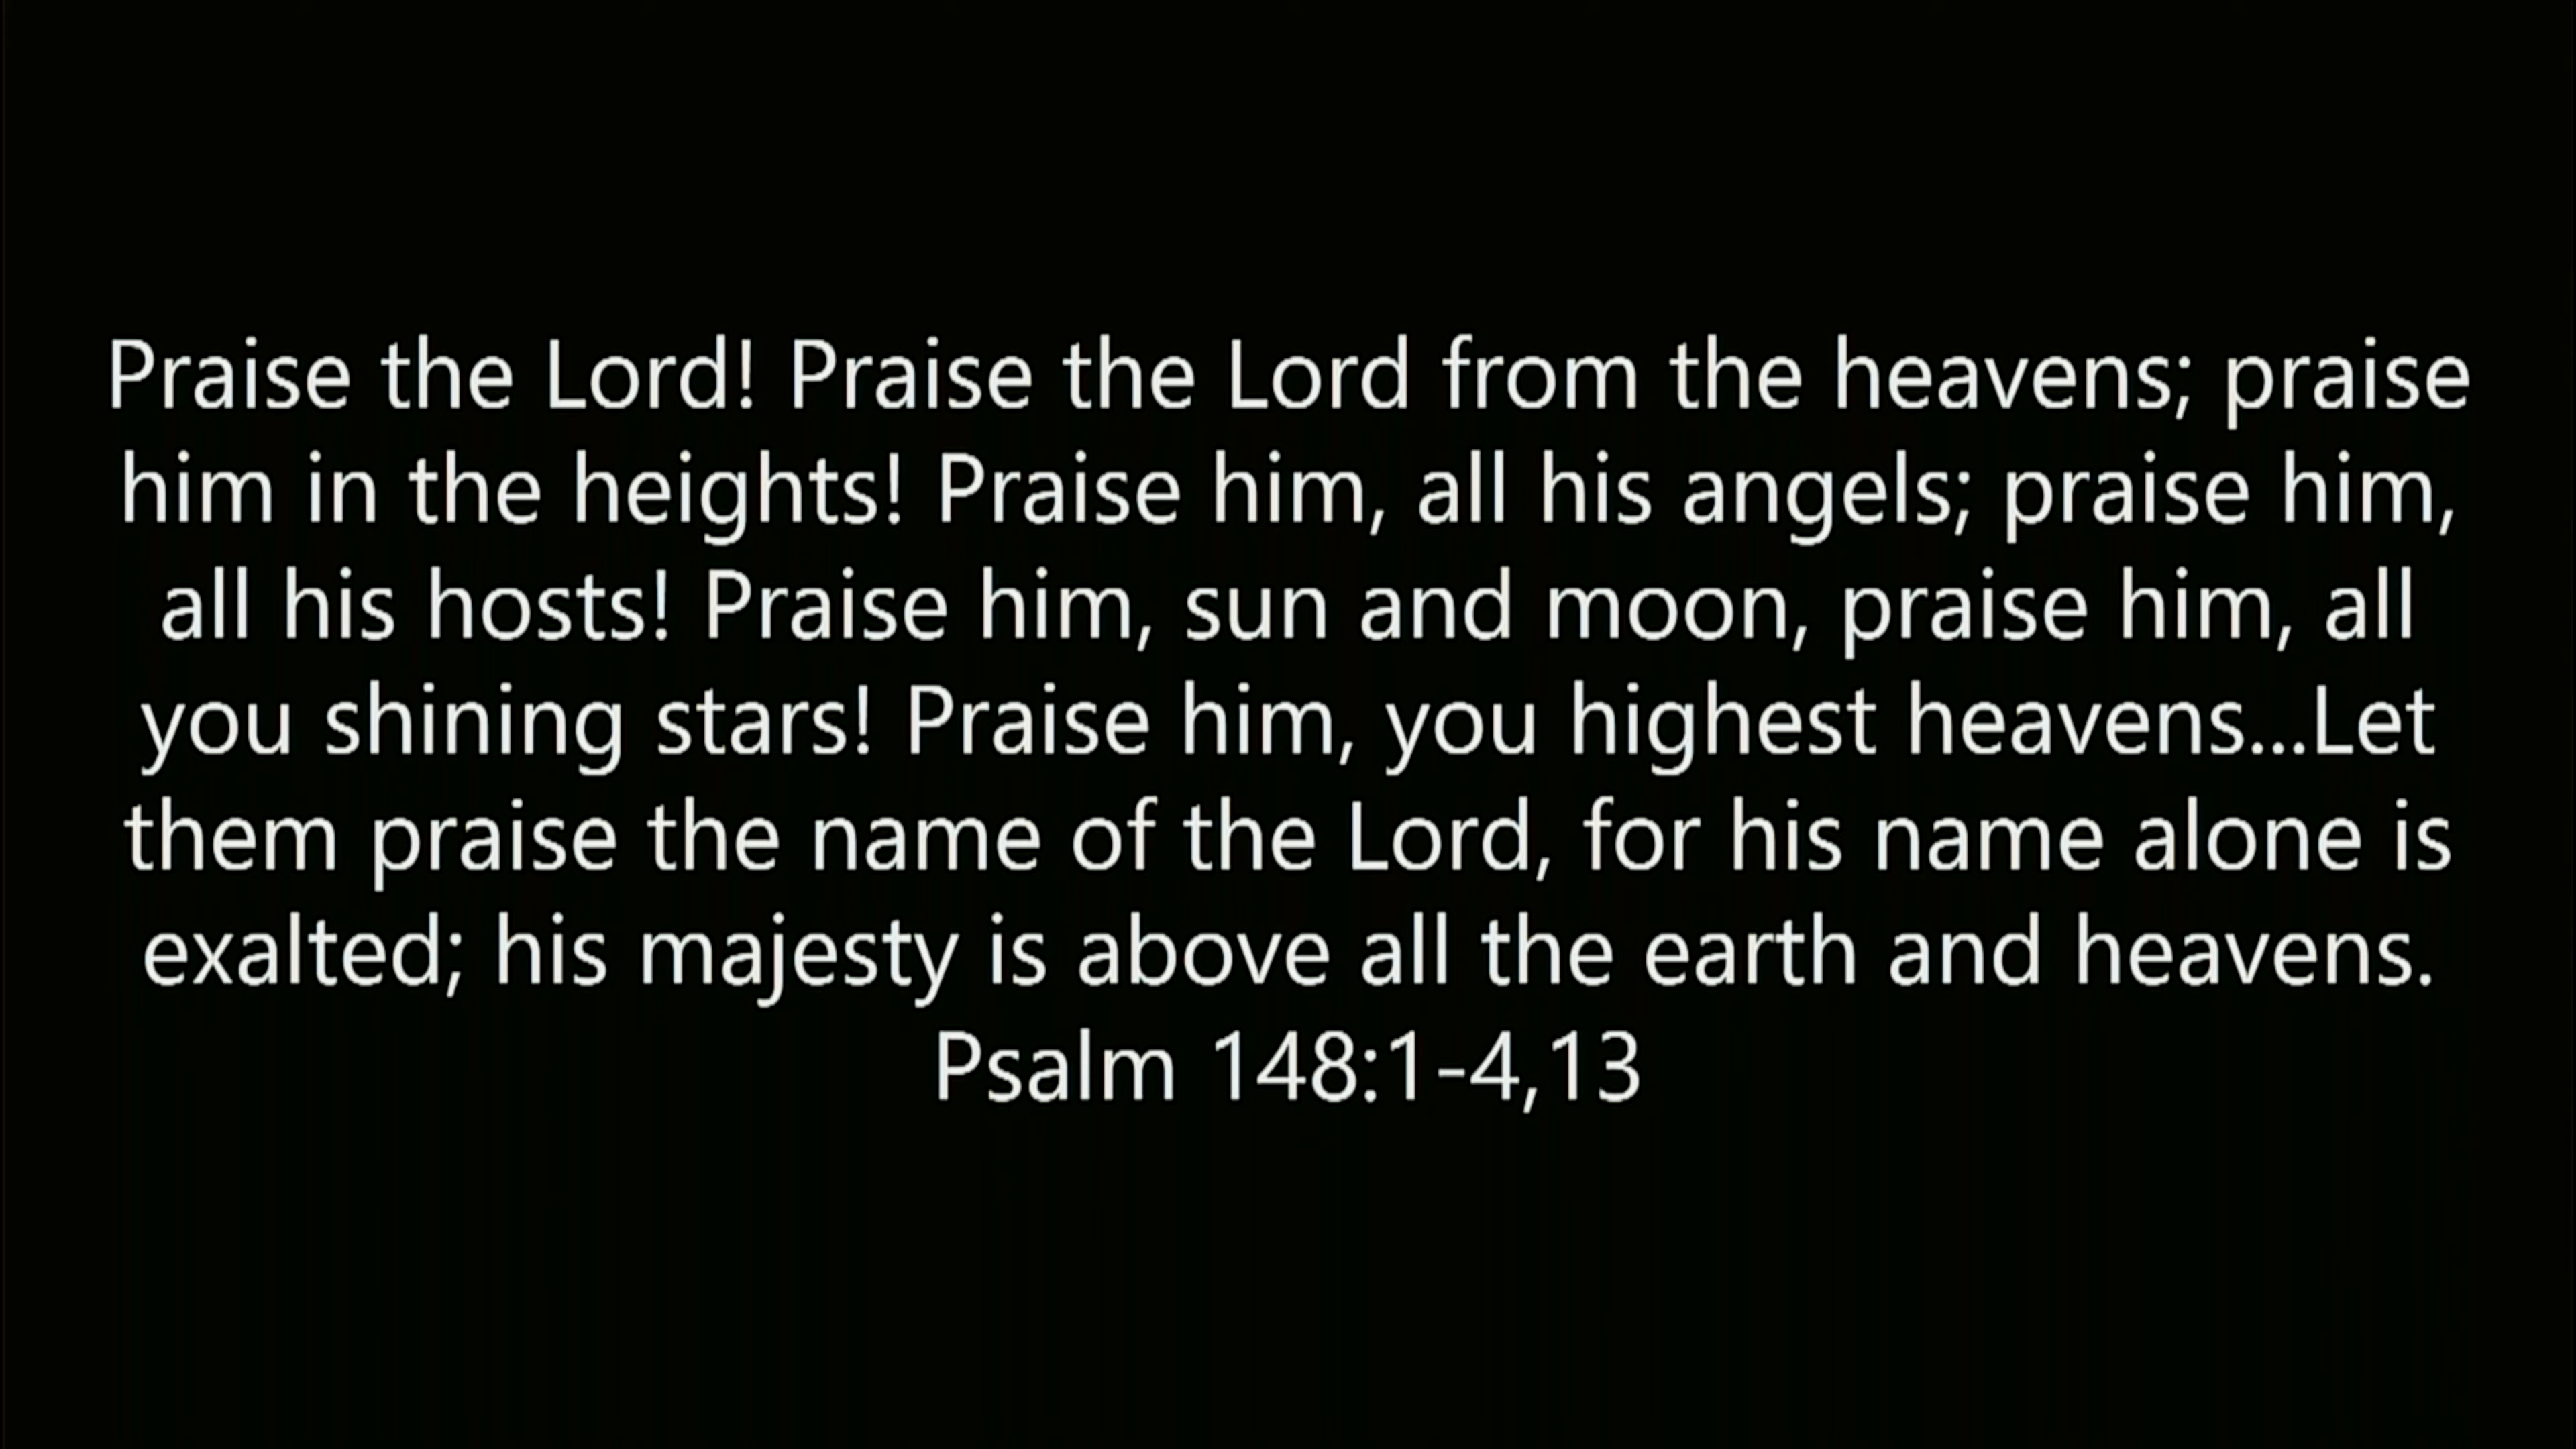 Praise the Lord! Praise the Lord from the heavens; praise
him in the heights! Praise him, all his angels; praise him,
all his hosts! Praise him, sun and moon, praise him, all
you shining stars! Praise him, you highest heavens...Let
them praise the name of the Lord, for his name alone is
exalted; his majesty is above all the earth and heavens.
Psalm 148:1-4,13